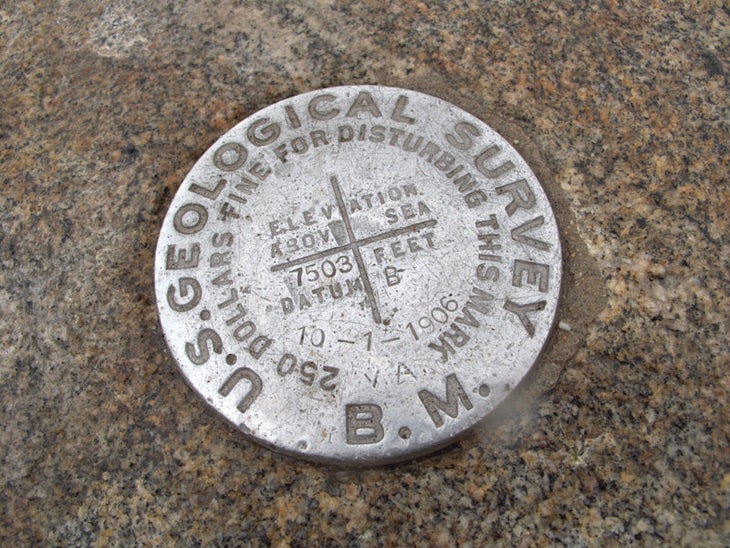 U.S. GEOLOGICAL SURVEY
B.M.
250 DOLLARS FINE FOR DISTURBING THIS MARK
ELEVATION
ABOVE SEA
7503 FEET
DATUM B
10-1-1906
V A